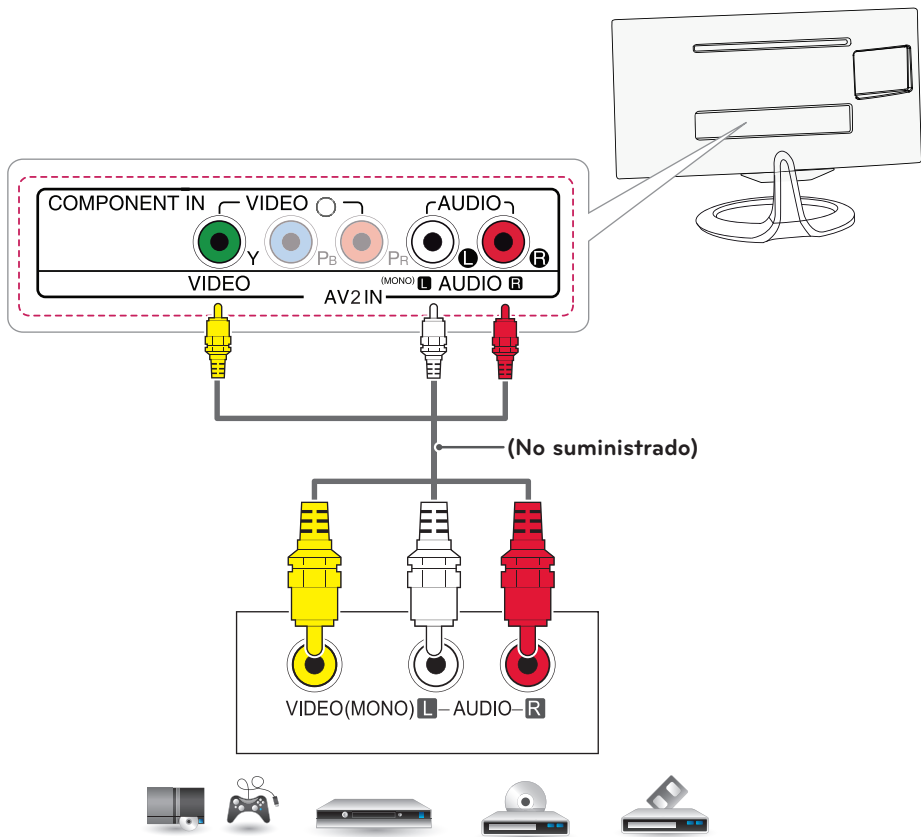 COMPONENT IN VIDEO AUDIO
Y PB PR L R
VIDEO (MONO) L AUDIO R
AV2 IN
(No suministrado)
VIDEO (MONO) L AUDIO R